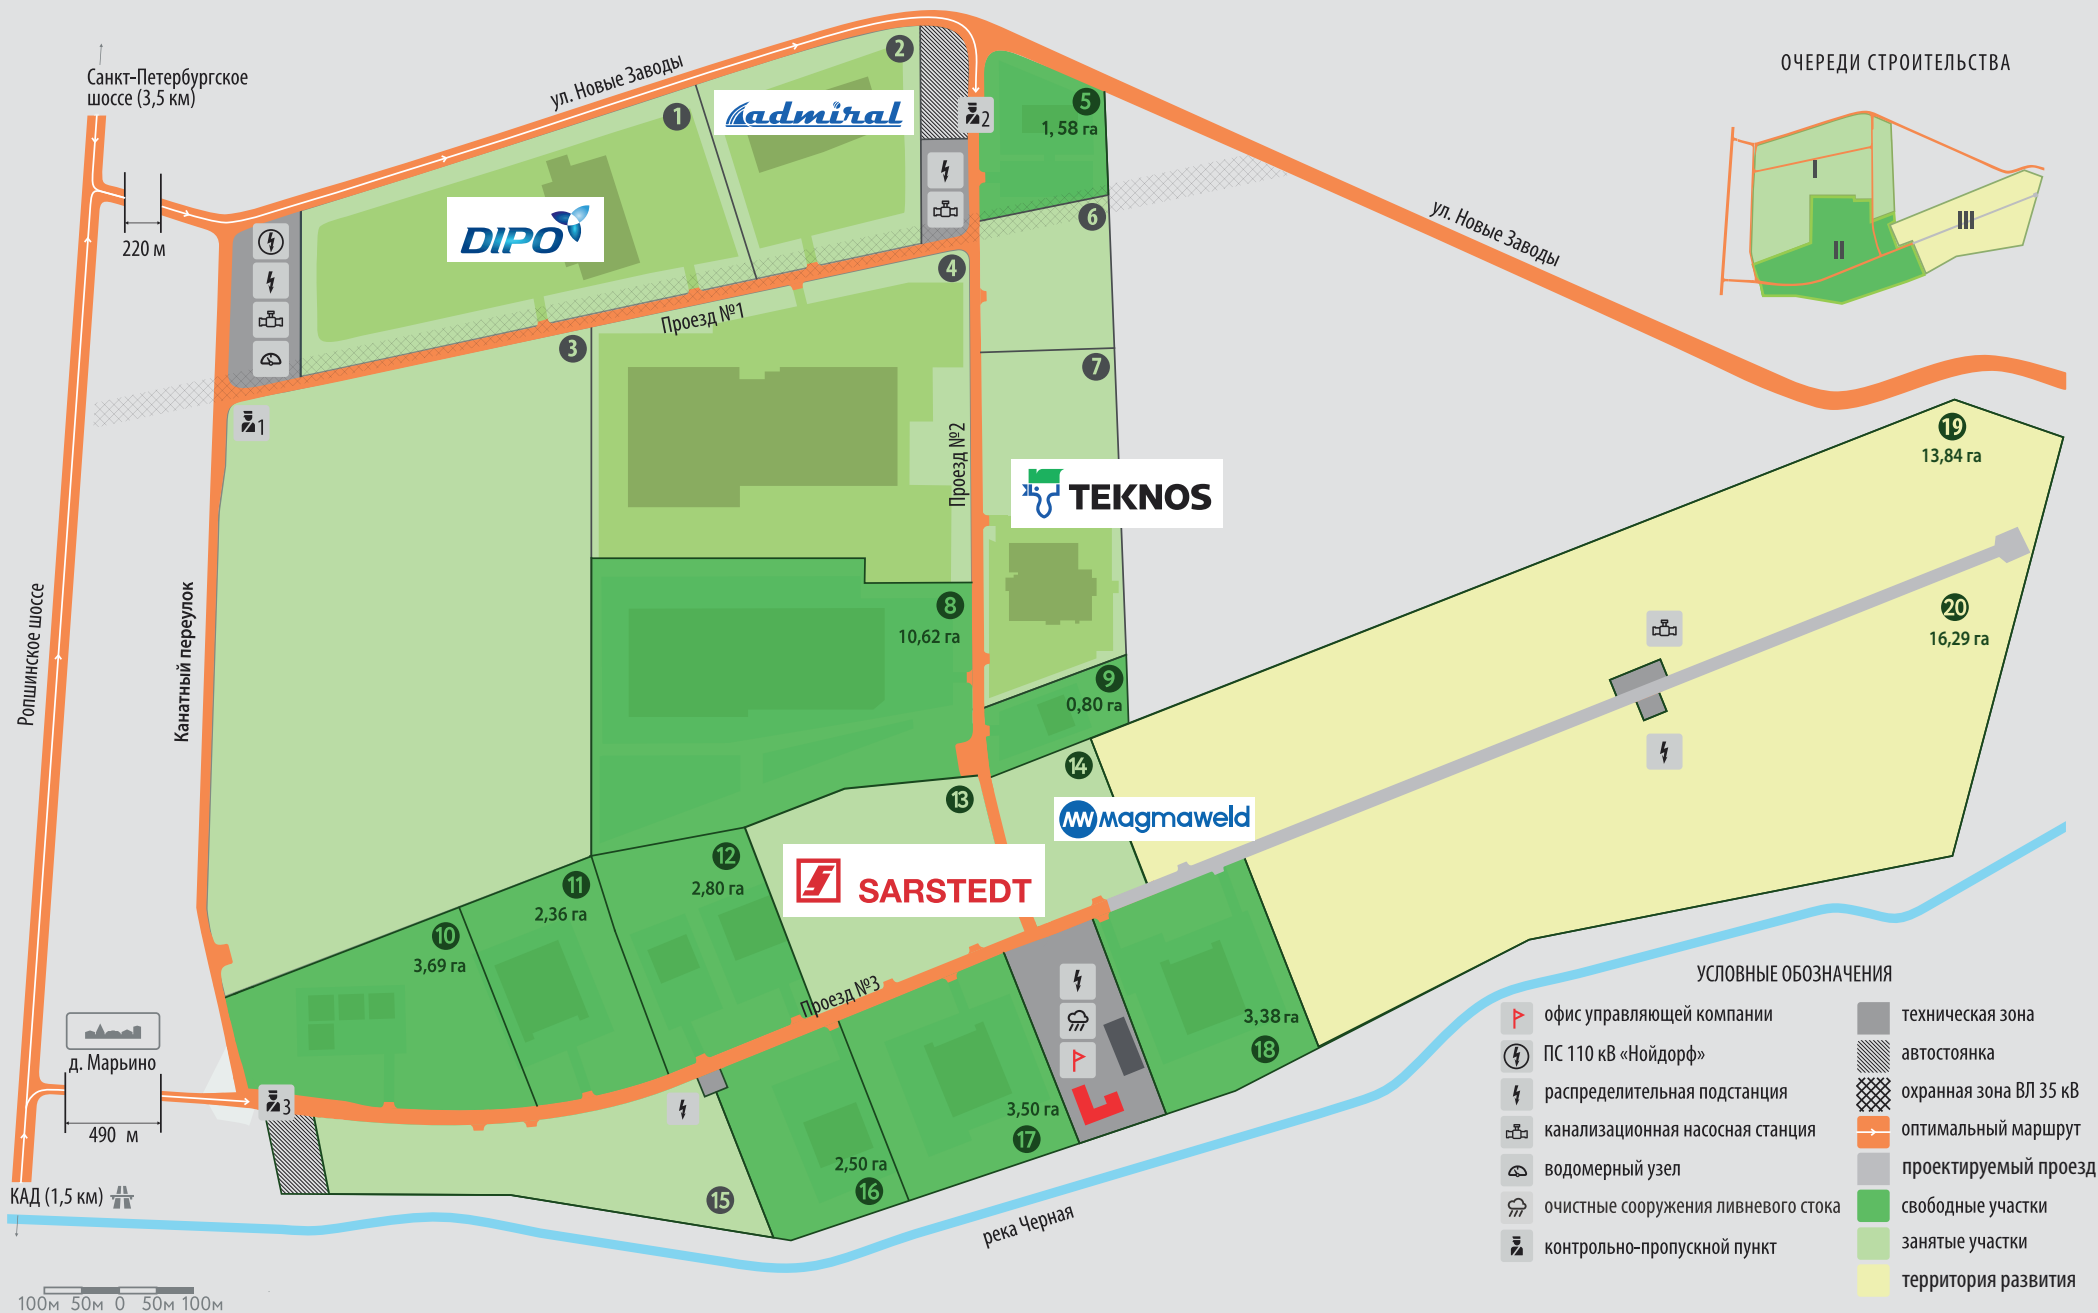 Санкт-Петербургское
шоссе (3,5 км)
220 м
ул. Новые Заводы
1
2
admiral
DIPO
2
5
1, 58 га
6
ул. Новые Заводы
ОЧЕРЕДИ СТРОИТЕЛЬСТВА
I
II
III
Проезд №1
3
4
1
7
Проезд №2
TEKNOS
Ропшинское шоссе
Канатный переулок
8
10,62 га
9
0,80 га
19
13,84 га
20
16,29 га
14
13
magmaweld
SARSTEDT
12
2,80 га
11
2,36 га
10
3,69 га
Проезд №3
3,38 га
18
3,50 га
17
2,50 га
16
15
д. Марьино
490 м
3
КАД (1,5 км)
река Черная
100м 50м 0 50м 100м
УСЛОВНЫЕ ОБОЗНАЧЕНИЯ
офис управляющей компании
ПС 110 кВ «Нойдорф»
распределительная подстанция
канализационная насосная станция
водомерный узел
очистные сооружения ливневого стока
контрольно-пропускной пункт
техническая зона
автостоянка
охранная зона ВЛ 35 кВ
оптимальный маршрут
проектируемый проезд
свободные участки
занятые участки
территория развития